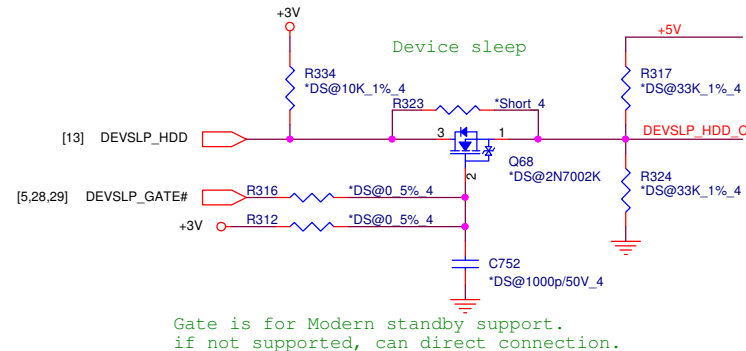 +3V
+5V
Device sleep
R334
*DS@10K_1%_4
R317
*DS@33K_1%_4
R323
*Short_4
[13] DEVSLP_HDD
3
1
DEVSLP_HDD_C
Q68
*DS@2N7002K
2
R324
*DS@33K_1%_4
[5,28,29] DEVSLP_GATE#
R316
*DS@0_5%_4
+3V
R312
*DS@0_5%_4
C752
*DS@1000p/50V_4
Gate is for Modern standby support.
if not supported, can direct connection.